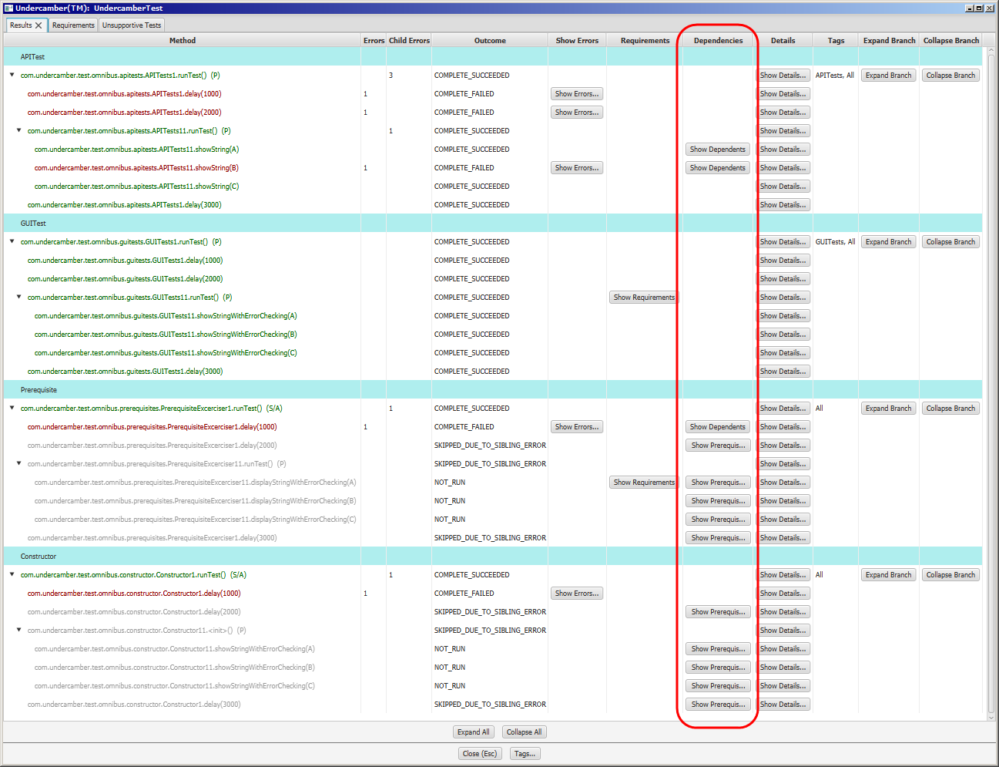 Undercamber(TM):  UndercamberTest
Results  Requirements  Unsupportive Tests
Method  Errors  Child Errors  Outcome  Show Errors  Requirements  Dependencies  Details  Tags  Expand Branch  Collapse Branch
APITest
com.undercamber.test.omnibus.apitests.APITests1.runTest()  (P)  3  COMPLETE_SUCCEEDED  Show Details...  APITests, All  Expand Branch  Collapse Branch
com.undercamber.test.omnibus.apitests.APITests1.delay(1000)  1  COMPLETE_FAILED  Show Errors...  Show Details...
com.undercamber.test.omnibus.apitests.APITests1.delay(2000)  1  COMPLETE_FAILED  Show Errors...  Show Details...
com.undercamber.test.omnibus.apitests.APITests11.runTest()  (P)  1  COMPLETE_SUCCEEDED  Show Details...
com.undercamber.test.omnibus.apitests.APITests11.showString(A)  COMPLETE_SUCCEEDED  Show Dependents  Show Details...
com.undercamber.test.omnibus.apitests.APITests11.showString(B)  1  COMPLETE_FAILED  Show Errors...  Show Dependents  Show Details...
com.undercamber.test.omnibus.apitests.APITests11.showString(C)  COMPLETE_SUCCEEDED  Show Details...
com.undercamber.test.omnibus.apitests.APITests1.delay(3000)  COMPLETE_SUCCEEDED  Show Details...
GUITest
com.undercamber.test.omnibus.guitests.GUITests1.runTest()  (P)  COMPLETE_SUCCEEDED  Show Details...  GUITests, All  Expand Branch  Collapse Branch
com.undercamber.test.omnibus.guitests.GUITests1.delay(1000)  COMPLETE_SUCCEEDED  Show Details...
com.undercamber.test.omnibus.guitests.GUITests1.delay(2000)  COMPLETE_SUCCEEDED  Show Details...
com.undercamber.test.omnibus.guitests.GUITests11.runTest()  (P)  COMPLETE_SUCCEEDED  Show Requirements  Show Details...
com.undercamber.test.omnibus.guitests.GUITests11.showStringWithErrorChecking(A)  COMPLETE_SUCCEEDED  Show Details...
com.undercamber.test.omnibus.guitests.GUITests11.showStringWithErrorChecking(B)  COMPLETE_SUCCEEDED  Show Details...
com.undercamber.test.omnibus.guitests.GUITests11.showStringWithErrorChecking(C)  COMPLETE_SUCCEEDED  Show Details...
com.undercamber.test.omnibus.guitests.GUITests1.delay(3000)  COMPLETE_SUCCEEDED  Show Details...
Prerequisite
com.undercamber.test.omnibus.prerequisites.PrerequisiteExcerciser1.runTest()  (S/A)  1  COMPLETE_SUCCEEDED  Show Details...  All  Expand Branch  Collapse Branch
com.undercamber.test.omnibus.prerequisites.PrerequisiteExcerciser1.delay(1000)  1  COMPLETE_FAILED  Show Errors...  Show Dependents  Show Details...
com.undercamber.test.omnibus.prerequisites.PrerequisiteExcerciser1.delay(2000)  SKIPPED_DUE_TO_SIBLING_ERROR  Show Prerequis...  Show Details...
com.undercamber.test.omnibus.prerequisites.PrerequisiteExcerciser11.runTest()  (P)  SKIPPED_DUE_TO_SIBLING_ERROR  Show Details...
com.undercamber.test.omnibus.prerequisites.PrerequisiteExcerciser11.displayStringWithErrorChecking(A)  NOT_RUN  Show Requirements  Show Prerequis...  Show Details...
com.undercamber.test.omnibus.prerequisites.PrerequisiteExcerciser11.displayStringWithErrorChecking(B)  NOT_RUN  Show Prerequis...  Show Details...
com.undercamber.test.omnibus.prerequisites.PrerequisiteExcerciser11.displayStringWithErrorChecking(C)  NOT_RUN  Show Prerequis...  Show Details...
com.undercamber.test.omnibus.prerequisites.PrerequisiteExcerciser1.delay(3000)  SKIPPED_DUE_TO_SIBLING_ERROR  Show Prerequis...  Show Details...
Constructor
com.undercamber.test.omnibus.constructor.Constructor1.runTest()  (S/A)  1  COMPLETE_SUCCEEDED  Show Details...  All  Expand Branch  Collapse Branch
com.undercamber.test.omnibus.constructor.Constructor1.delay(1000)  1  COMPLETE_FAILED  Show Errors...  Show Details...
com.undercamber.test.omnibus.constructor.Constructor1.delay(2000)  SKIPPED_DUE_TO_SIBLING_ERROR  Show Prerequis...  Show Details...
com.undercamber.test.omnibus.constructor.Constructor11.<init>()  (P)  SKIPPED_DUE_TO_SIBLING_ERROR  Show Details...
com.undercamber.test.omnibus.constructor.Constructor11.showStringWithErrorChecking(A)  NOT_RUN  Show Prerequis...  Show Details...
com.undercamber.test.omnibus.constructor.Constructor11.showStringWithErrorChecking(B)  NOT_RUN  Show Prerequis...  Show Details...
com.undercamber.test.omnibus.constructor.Constructor11.showStringWithErrorChecking(C)  NOT_RUN  Show Prerequis...  Show Details...
com.undercamber.test.omnibus.constructor.Constructor1.delay(3000)  SKIPPED_DUE_TO_SIBLING_ERROR  Show Prerequis...  Show Details...
Expand All  Collapse All
Close (Esc)  Tags...